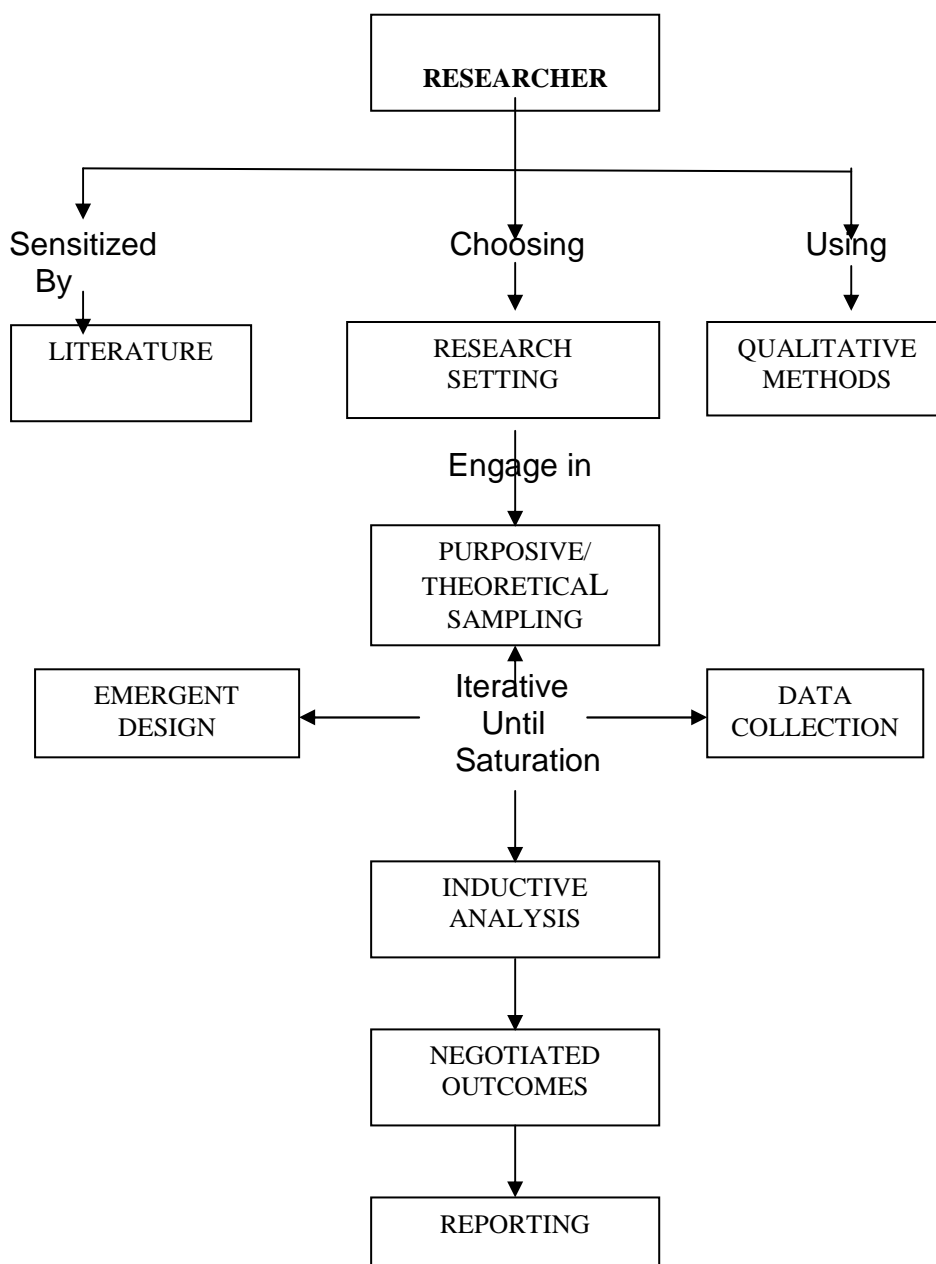 RESEARCHER
Sensitized
By
Choosing
Using
LITERATURE
RESEARCH
SETTING
QUALITATIVE
METHODS
Engage in
PURPOSIVE/
THEORETICAL
SAMPLING
EMERGENT
DESIGN
Iterative
Until
Saturation
DATA
COLLECTION
INDUCTIVE
ANALYSIS
NEGOTIATED
OUTCOMES
REPORTING